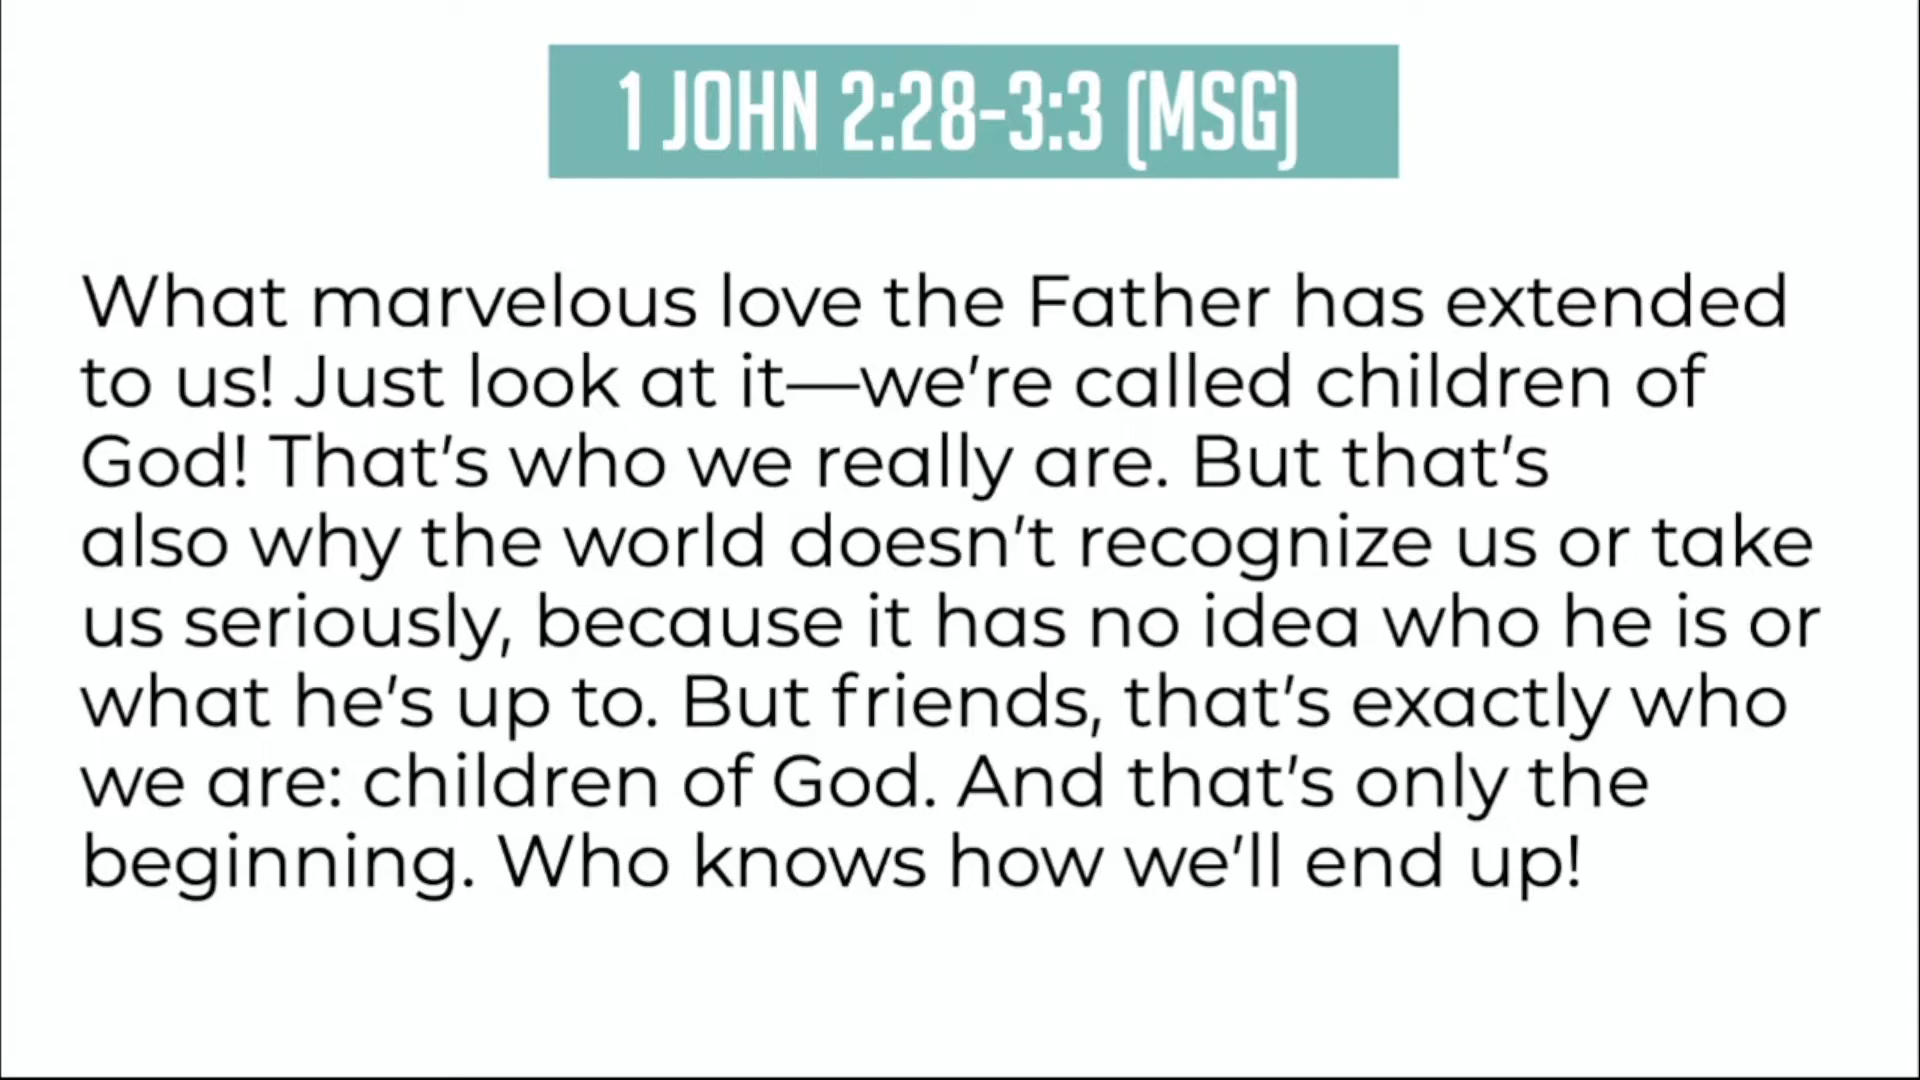 1 JOHN 2:28-3:3 (MSG)
What marvelous love the Father has extended
to us! Just look at it—we’re called children of
God! That’s who we really are. But that’s
also why the world doesn’t recognize us or take
us seriously, because it has no idea who he is or
what he’s up to. But friends, that’s exactly who
we are: children of God. And that’s only the
beginning. Who knows how we’ll end up!